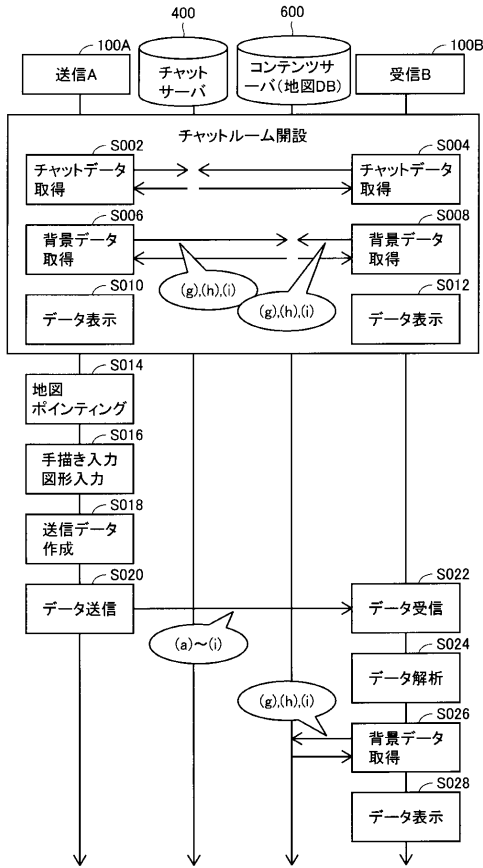 400
600
100A
100B
送信A
チャット
サーバ
コンテンツサ
ーバ(地図DB)
受信B
チャットルーム開設
S002
S004
チャットデータ
取得
チャットデータ
取得
S006
S008
背景データ
取得
背景データ
取得
(g),(h),(i)
(g),(h),(i)
S010
S012
データ表示
データ表示
S014
地図
ポインティング
S016
手描き入力
図形入力
S018
送信データ
作成
S020
S022
データ送信
データ受信
(a)～(i)
S024
データ解析
(g),(h),(i)
S026
背景データ
取得
S028
データ表示